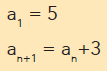 a₁ = 5
aₙ₊₁ = aₙ+3